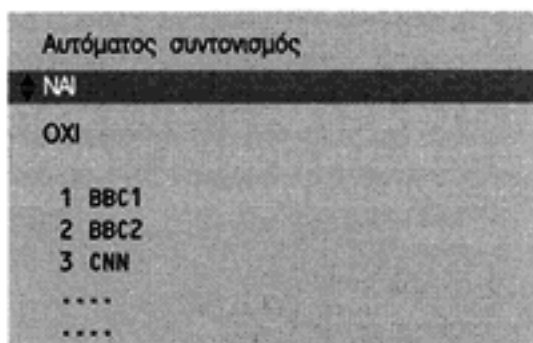 Αυτόματος συντονισμός
ΝΑΙ
ΟΧΙ
1 BBC1
2 BBC2
3 CNN
....
....